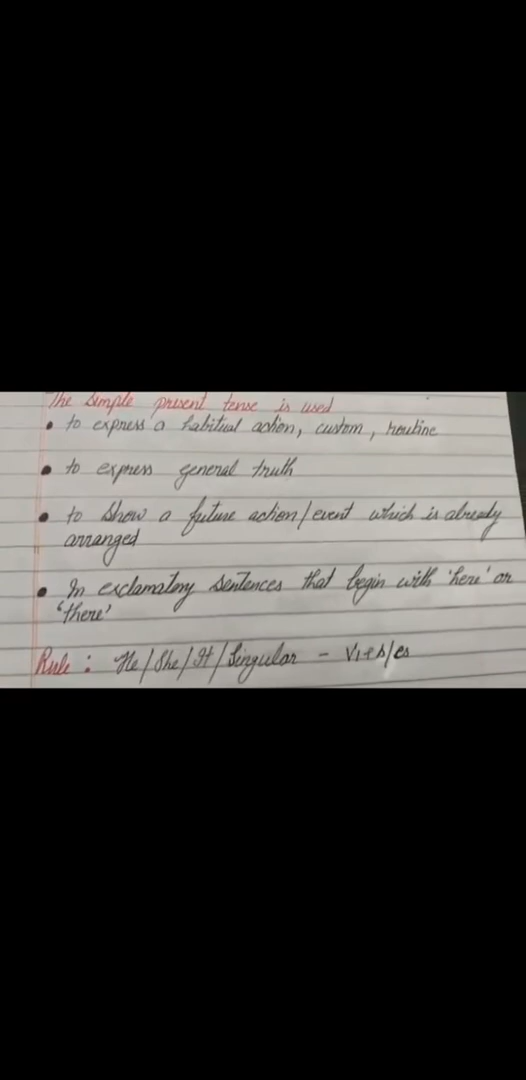 The simple present tense is used
• to express a habitual action, custom, routine
• to express general truth
• to show a future action/event which is already
arranged
• In exclamatory sentences that begin with 'here' or
'there'
Rule : He/She/It/Singular - V1+s/es